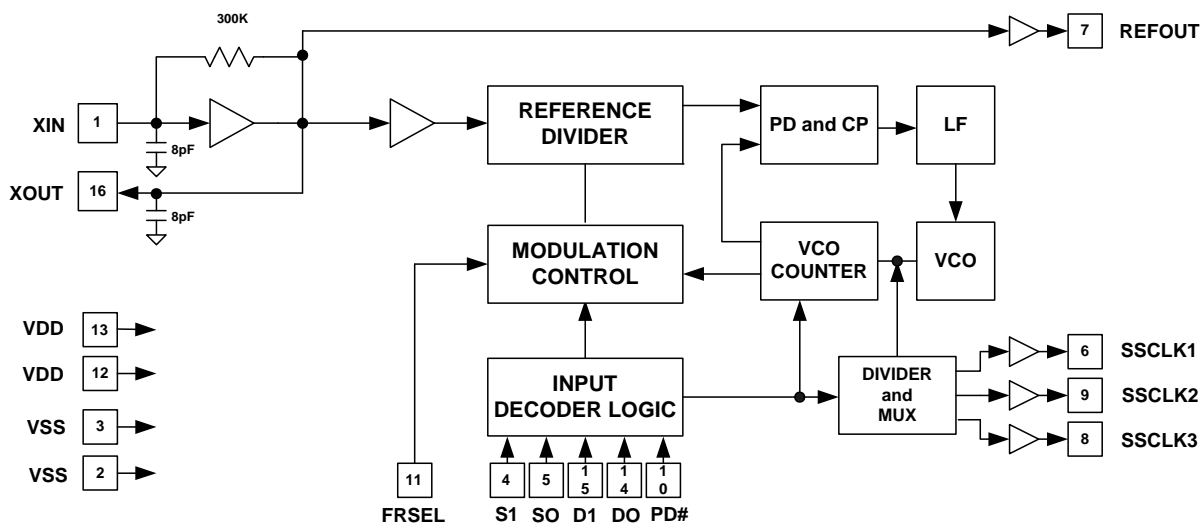 300K
7 REFOUT
XIN 1
8pF
XOUT 16
8pF
REFERENCE
DIVIDER
PD and CP
LF
MODULATION
CONTROL
VCO
COUNTER
VCO
VDD 13
VDD 12
VSS 3
VSS 2
INPUT
DECODER LOGIC
DIVIDER
and
MUX
6 SSCLK1
9 SSCLK2
8 SSCLK3
11
4
5
1
5
1
4
1
0
FRSEL
S1
SO
D1
DO
PD#